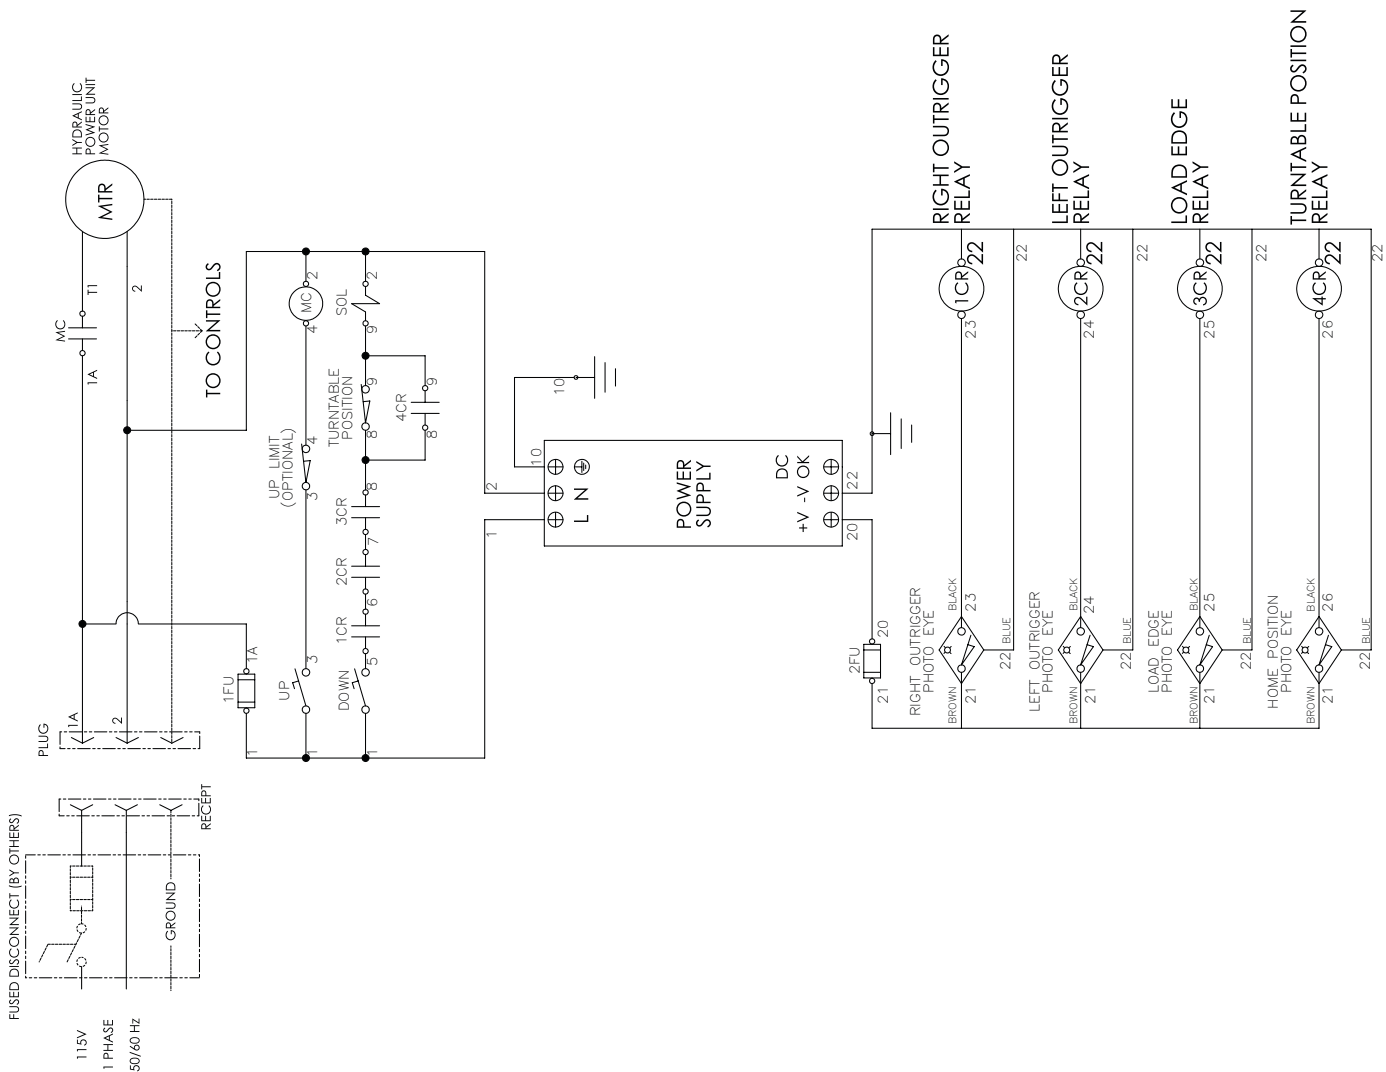 FUSED DISCONNECT (BY OTHERS)
115V
1 PHASE
50/60 Hz
GROUND
RECEPT
PLUG
1A
2
1A
MC
T1
2
HYDRAULIC
POWER UNIT
MOTOR
MTR
TO CONTROLS
1
1FU
1A
1
UP
3
3
UP LIMIT
(OPTIONAL)
4
4
MC
2
1
DOWN
5
1CR
6
2CR
7
3CR
8
8
TURNTABLE
POSITION
9
8
4CR
9
9
SOL
2
1
2
10
10
L
N
POWER
SUPPLY
+V
-V
DC
OK
20
22
21
2FU
20
RIGHT OUTRIGGER
PHOTO EYE
BROWN
21
BLACK
23
22
BLUE
23
1CR
22
22
RIGHT OUTRIGGER
RELAY
LEFT OUTRIGGER
PHOTO EYE
BROWN
21
BLACK
24
22
BLUE
24
2CR
22
22
LEFT OUTRIGGER
RELAY
LOAD EDGE
PHOTO EYE
BROWN
21
BLACK
25
22
BLUE
25
3CR
22
22
LOAD EDGE
RELAY
HOME POSITION
PHOTO EYE
BROWN
21
BLACK
26
22
BLUE
26
4CR
22
22
TURNTABLE POSITION
RELAY